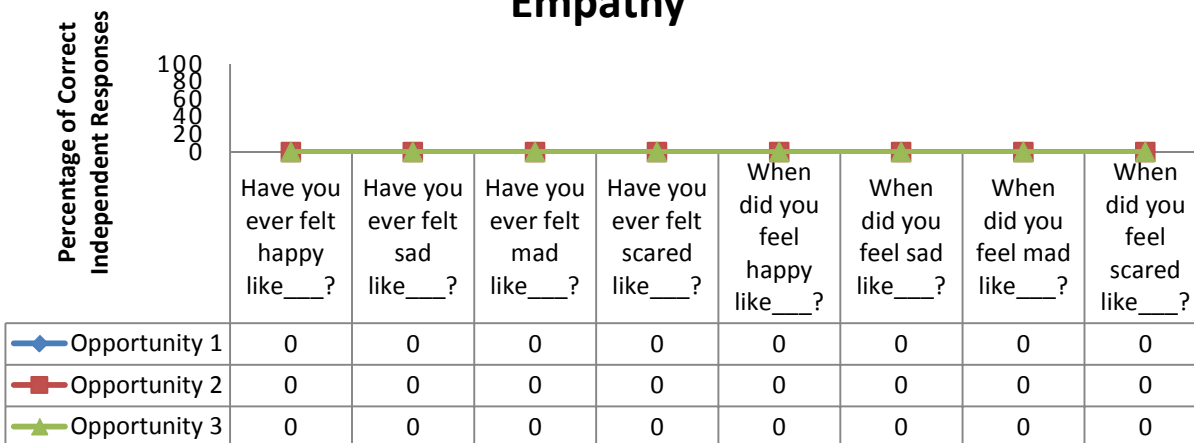 Empathy
Percentage of Correct
Independent Responses
100
80
60
40
20
0
Have you
ever felt
happy
like___?
Have you
ever felt
sad
like___?
Have you
ever felt
mad
like___?
Have you
ever felt
scared
like___?
When
did you
feel
happy
like___?
When
did you
feel sad
like___?
When
did you
feel mad
like___?
When
did you
feel
scared
like___?
Opportunity 1 0 0 0 0 0 0 0 0
Opportunity 2 0 0 0 0 0 0 0 0
Opportunity 3 0 0 0 0 0 0 0 0